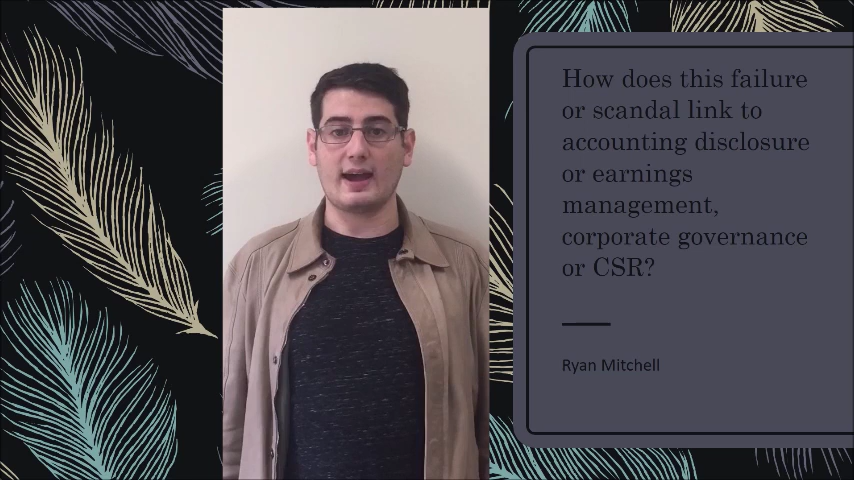 How does this failure
or scandal link to
accounting disclosure
or earnings
management,
corporate governance
or CSR?
Ryan Mitchell